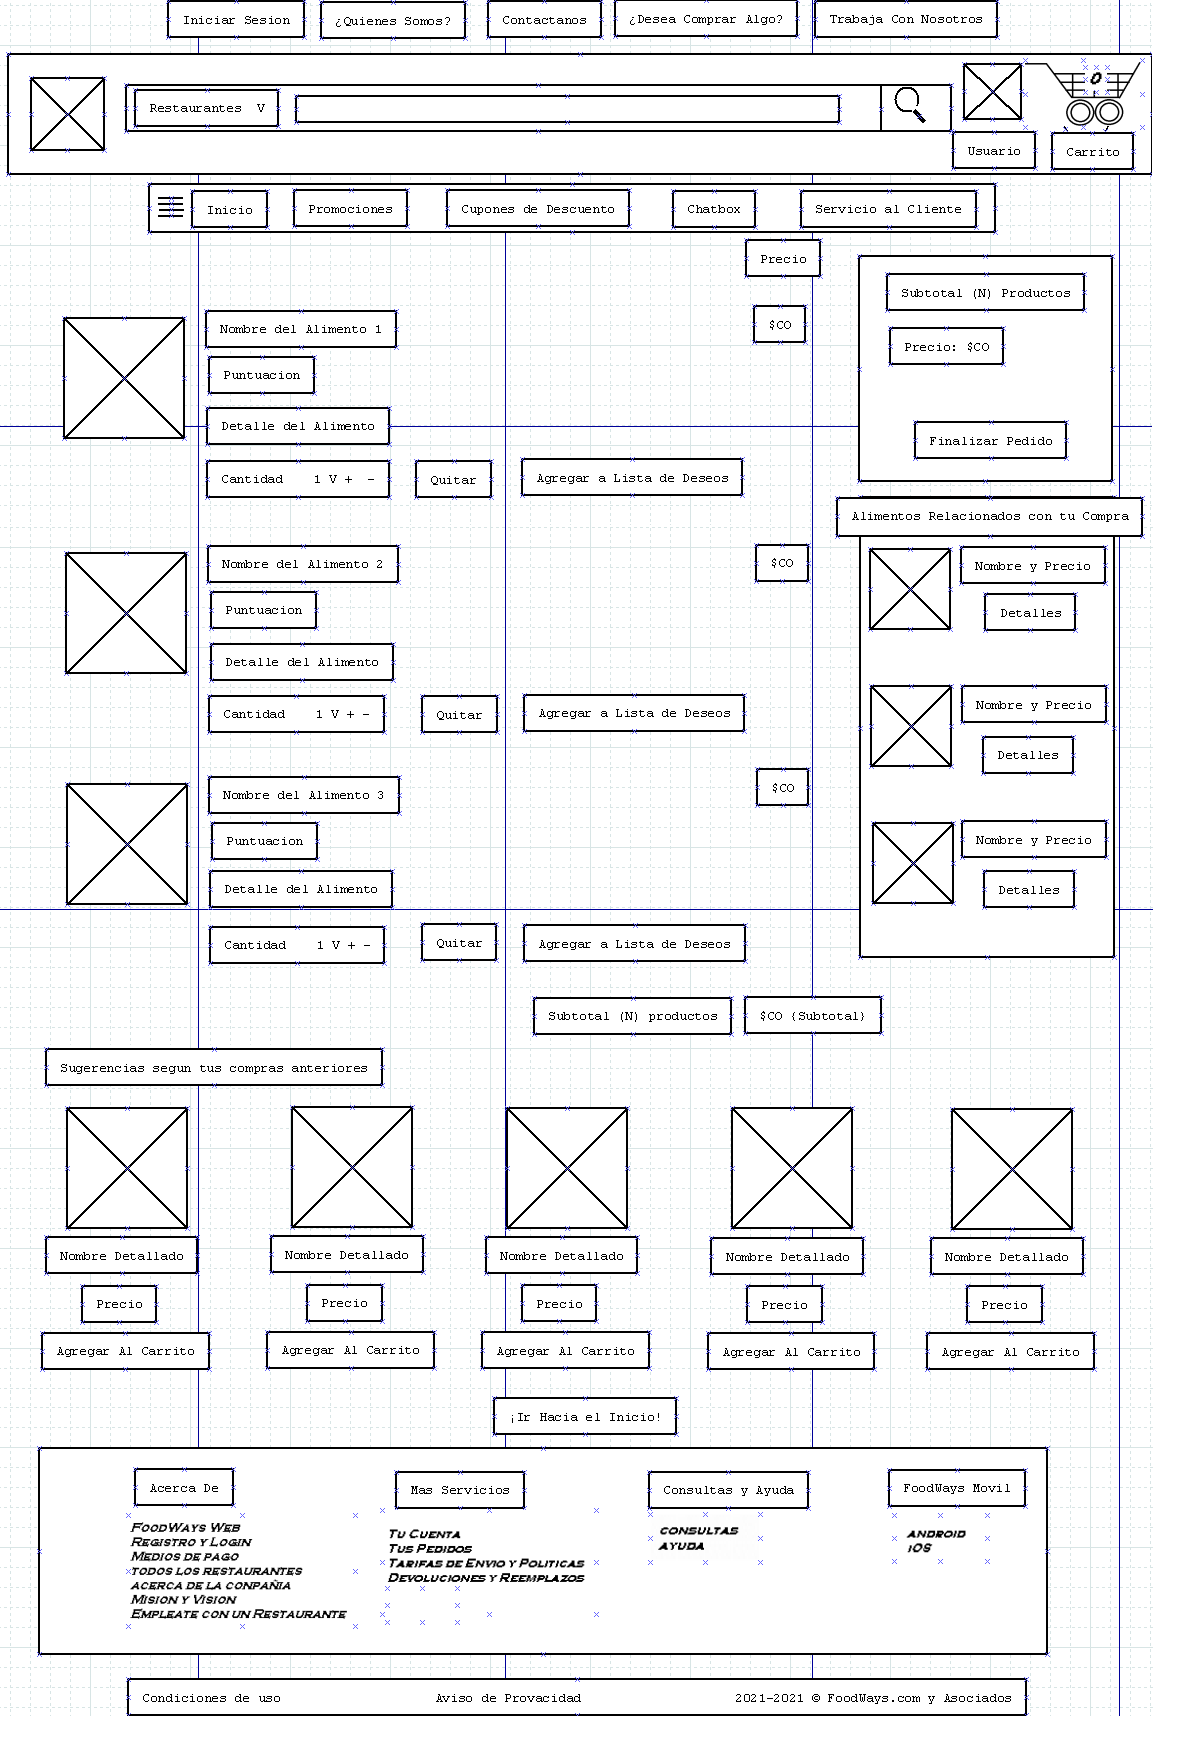 Iniciar Sesion
¿Quienes Somos?
Contactanos
¿Desea Comprar Algo?
Trabaja Con Nosotros
Restaurantes V
0
Usuario
Carrito
Inicio
Promociones
Cupones de Descuento
Chatbox
Servicio al Cliente
Precio
Subtotal (N) Productos
Precio: $CO
Finalizar Pedido
Nombre del Alimento 1
$CO
Puntuacion
Detalle del Alimento
Cantidad 1 V + -
Quitar
Agregar a Lista de Deseos
Alimentos Relacionados con tu Compra
Nombre y Precio
Detalles
Nombre y Precio
Detalles
Nombre y Precio
Detalles
Nombre del Alimento 2
$CO
Puntuacion
Detalle del Alimento
Cantidad 1 V + -
Quitar
Agregar a Lista de Deseos
Nombre del Alimento 3
$CO
Puntuacion
Detalle del Alimento
Cantidad 1 V + -
Quitar
Agregar a Lista de Deseos
Subtotal (N) productos
$CO (Subtotal)
Sugerencias segun tus compras anteriores
Nombre Detallado
Nombre Detallado
Nombre Detallado
Nombre Detallado
Nombre Detallado
Precio
Precio
Precio
Precio
Precio
Agregar Al Carrito
Agregar Al Carrito
Agregar Al Carrito
Agregar Al Carrito
Agregar Al Carrito
¡Ir Hacia el Inicio!
Acerca De
FoodWays Web
Registro y Login
Medios de pago
todos los restaurantes
acerca de la conpañia
Mision y Vision
Empleate con un Restaurante
Mas Servicios
Tu Cuenta
Tus Pedidos
Tarifas de Envio y Politicas
Devoluciones y Reemplazos
Consultas y Ayuda
CONSULTAS
AYUDA
FoodWays Movil
ANDROID
iOS
Condiciones de uso
Aviso de Provacidad
2021-2021 © FoodWays.com y Asociados